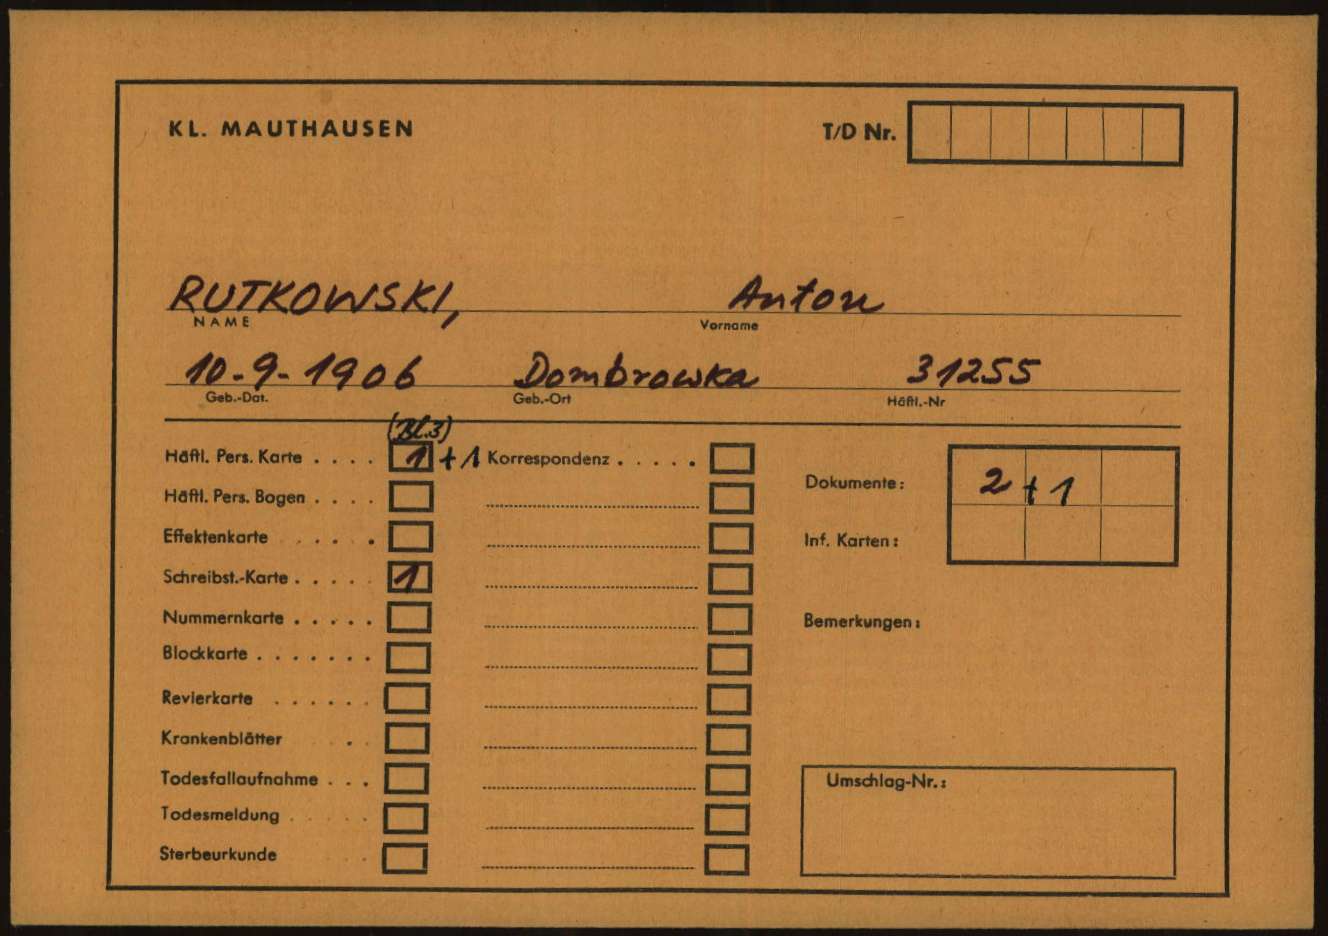 KL. MAUTHAUSEN T/D Nr.
RUTKOWSKI, Anton
NAME Vorname
10-9-1906 Dombrowka 31255
Geb.-Dat. Geb.-Ort Häftl.-Nr
(Bl.3)
Häftl. Pers. Karte . . . . 1 +1 Korrespondenz . . . . .
Häftl. Pers. Bogen . . . .
Dokumente: 2 +1
Effektenkarte . . . . .
Inf. Karten:
Schreibst.-Karte . . . . . 1
Nummernkarte . . . . .
Bemerkungen:
Blockkarte . . . . . . .
Revierkarte . . . . . .
Krankenblätter . .
Todesfallaufnahme . . .
Umschlag-Nr.:
Todesmeldung . . . . .
Sterbeurkunde . . .